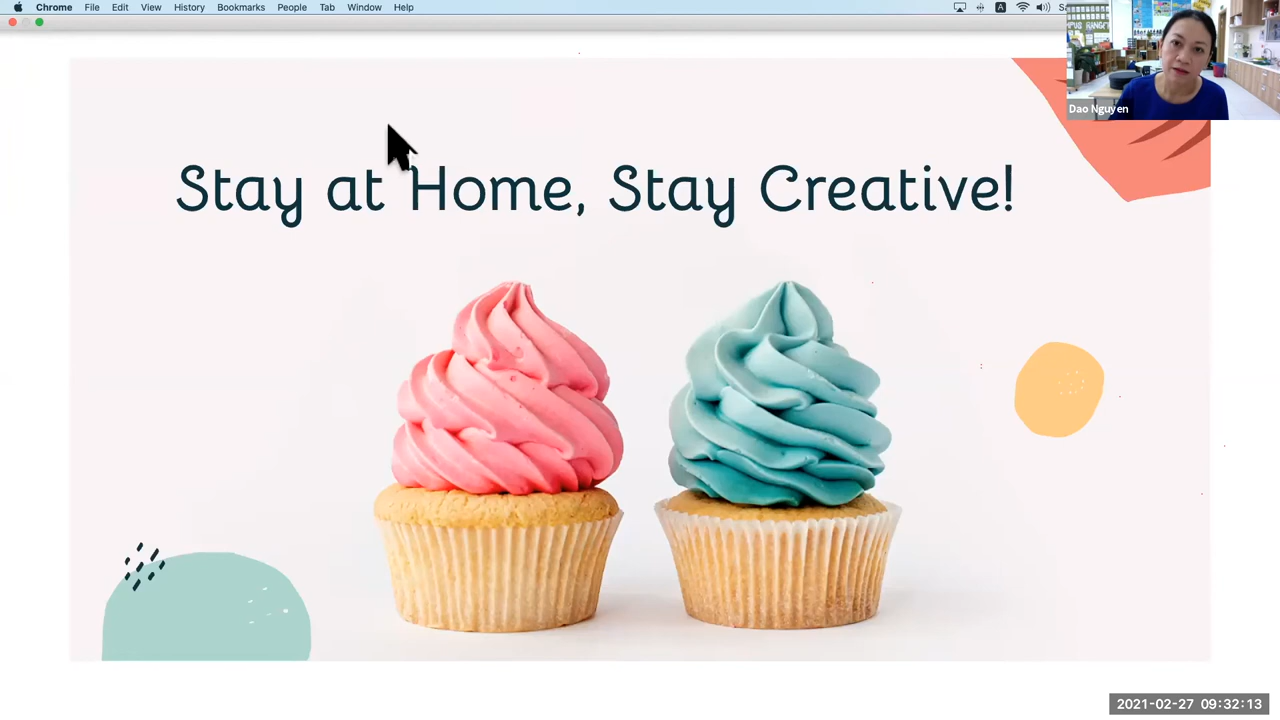 Chrome File Edit View History Bookmarks People Tab Window Help
Dao Nguyen
Stay at Home, Stay Creative!
2021-02-27 09:32:13